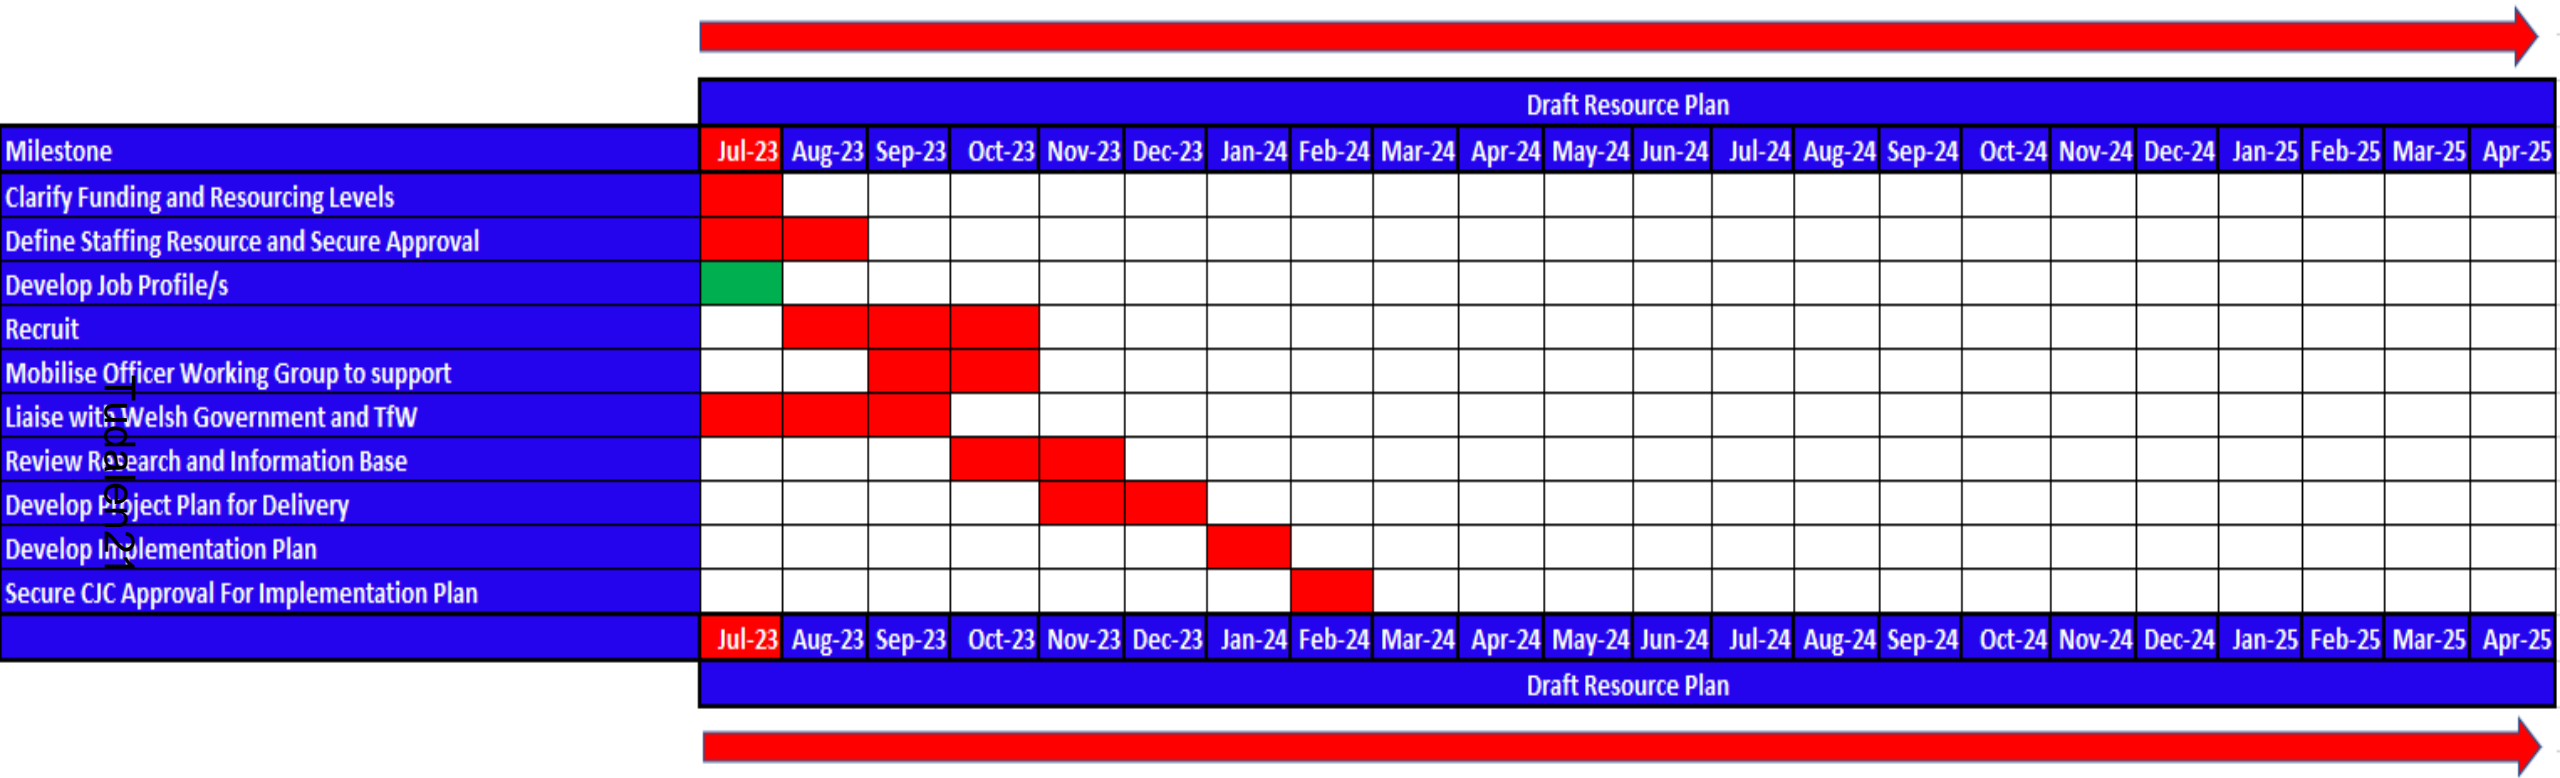 Draft Resource Plan
Milestone Jul-23 Aug-23 Sep-23 Oct-23 Nov-23 Dec-23 Jan-24 Feb-24 Mar-24 Apr-24 May-24 Jun-24 Jul-24 Aug-24 Sep-24 Oct-24 Nov-24 Dec-24 Jan-25 Feb-25 Mar-25 Apr-25
Clarify Funding and Resourcing Levels
Define Staffing Resource and Secure Approval
Develop Job Profile/s
Recruit
Mobilise Officer Working Group to support
Liaise with Welsh Government and TfW
Review Research and Information Base
Develop Project Plan for Delivery
Develop Implementation Plan
Secure CJC Approval For Implementation Plan
Jul-23 Aug-23 Sep-23 Oct-23 Nov-23 Dec-23 Jan-24 Feb-24 Mar-24 Apr-24 May-24 Jun-24 Jul-24 Aug-24 Sep-24 Oct-24 Nov-24 Dec-24 Jan-25 Feb-25 Mar-25 Apr-25
Draft Resource Plan
Tudalen21